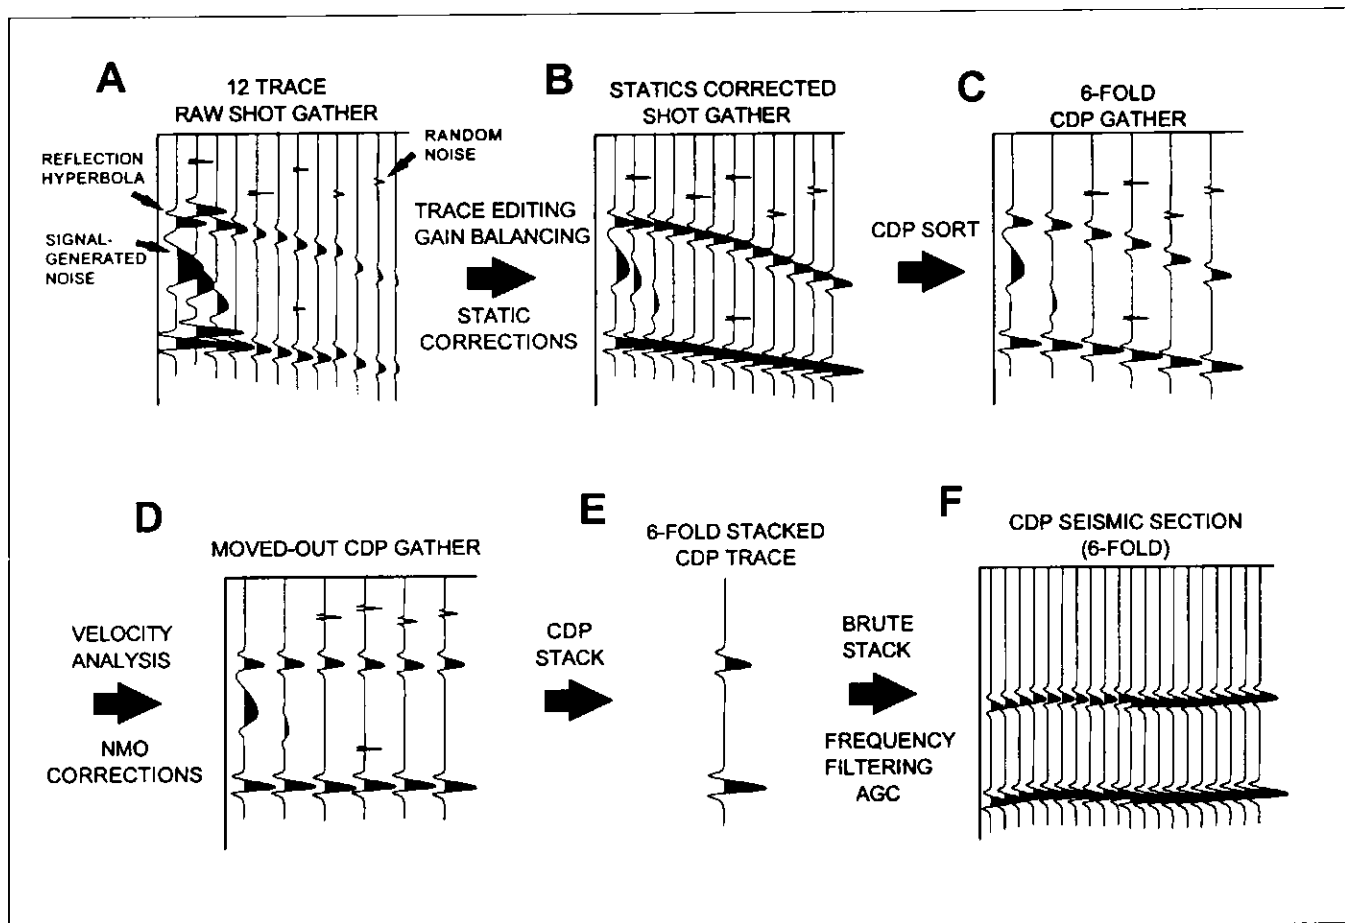 A
12 TRACE
RAW SHOT GATHER
REFLECTION
HYPERBOLA
SIGNAL-
GENERATED
NOISE
RANDOM
NOISE
TRACE EDITING
GAIN BALANCING
STATIC
CORRECTIONS
B
STATICS CORRECTED
SHOT GATHER
CDP SORT
C
6-FOLD
CDP GATHER
VELOCITY
ANALYSIS
NMO
CORRECTIONS
D
MOVED-OUT CDP GATHER
CDP
STACK
E
6-FOLD STACKED
CDP TRACE
BRUTE
STACK
FREQUENCY
FILTERING
AGC
F
CDP SEISMIC SECTION
(6-FOLD)